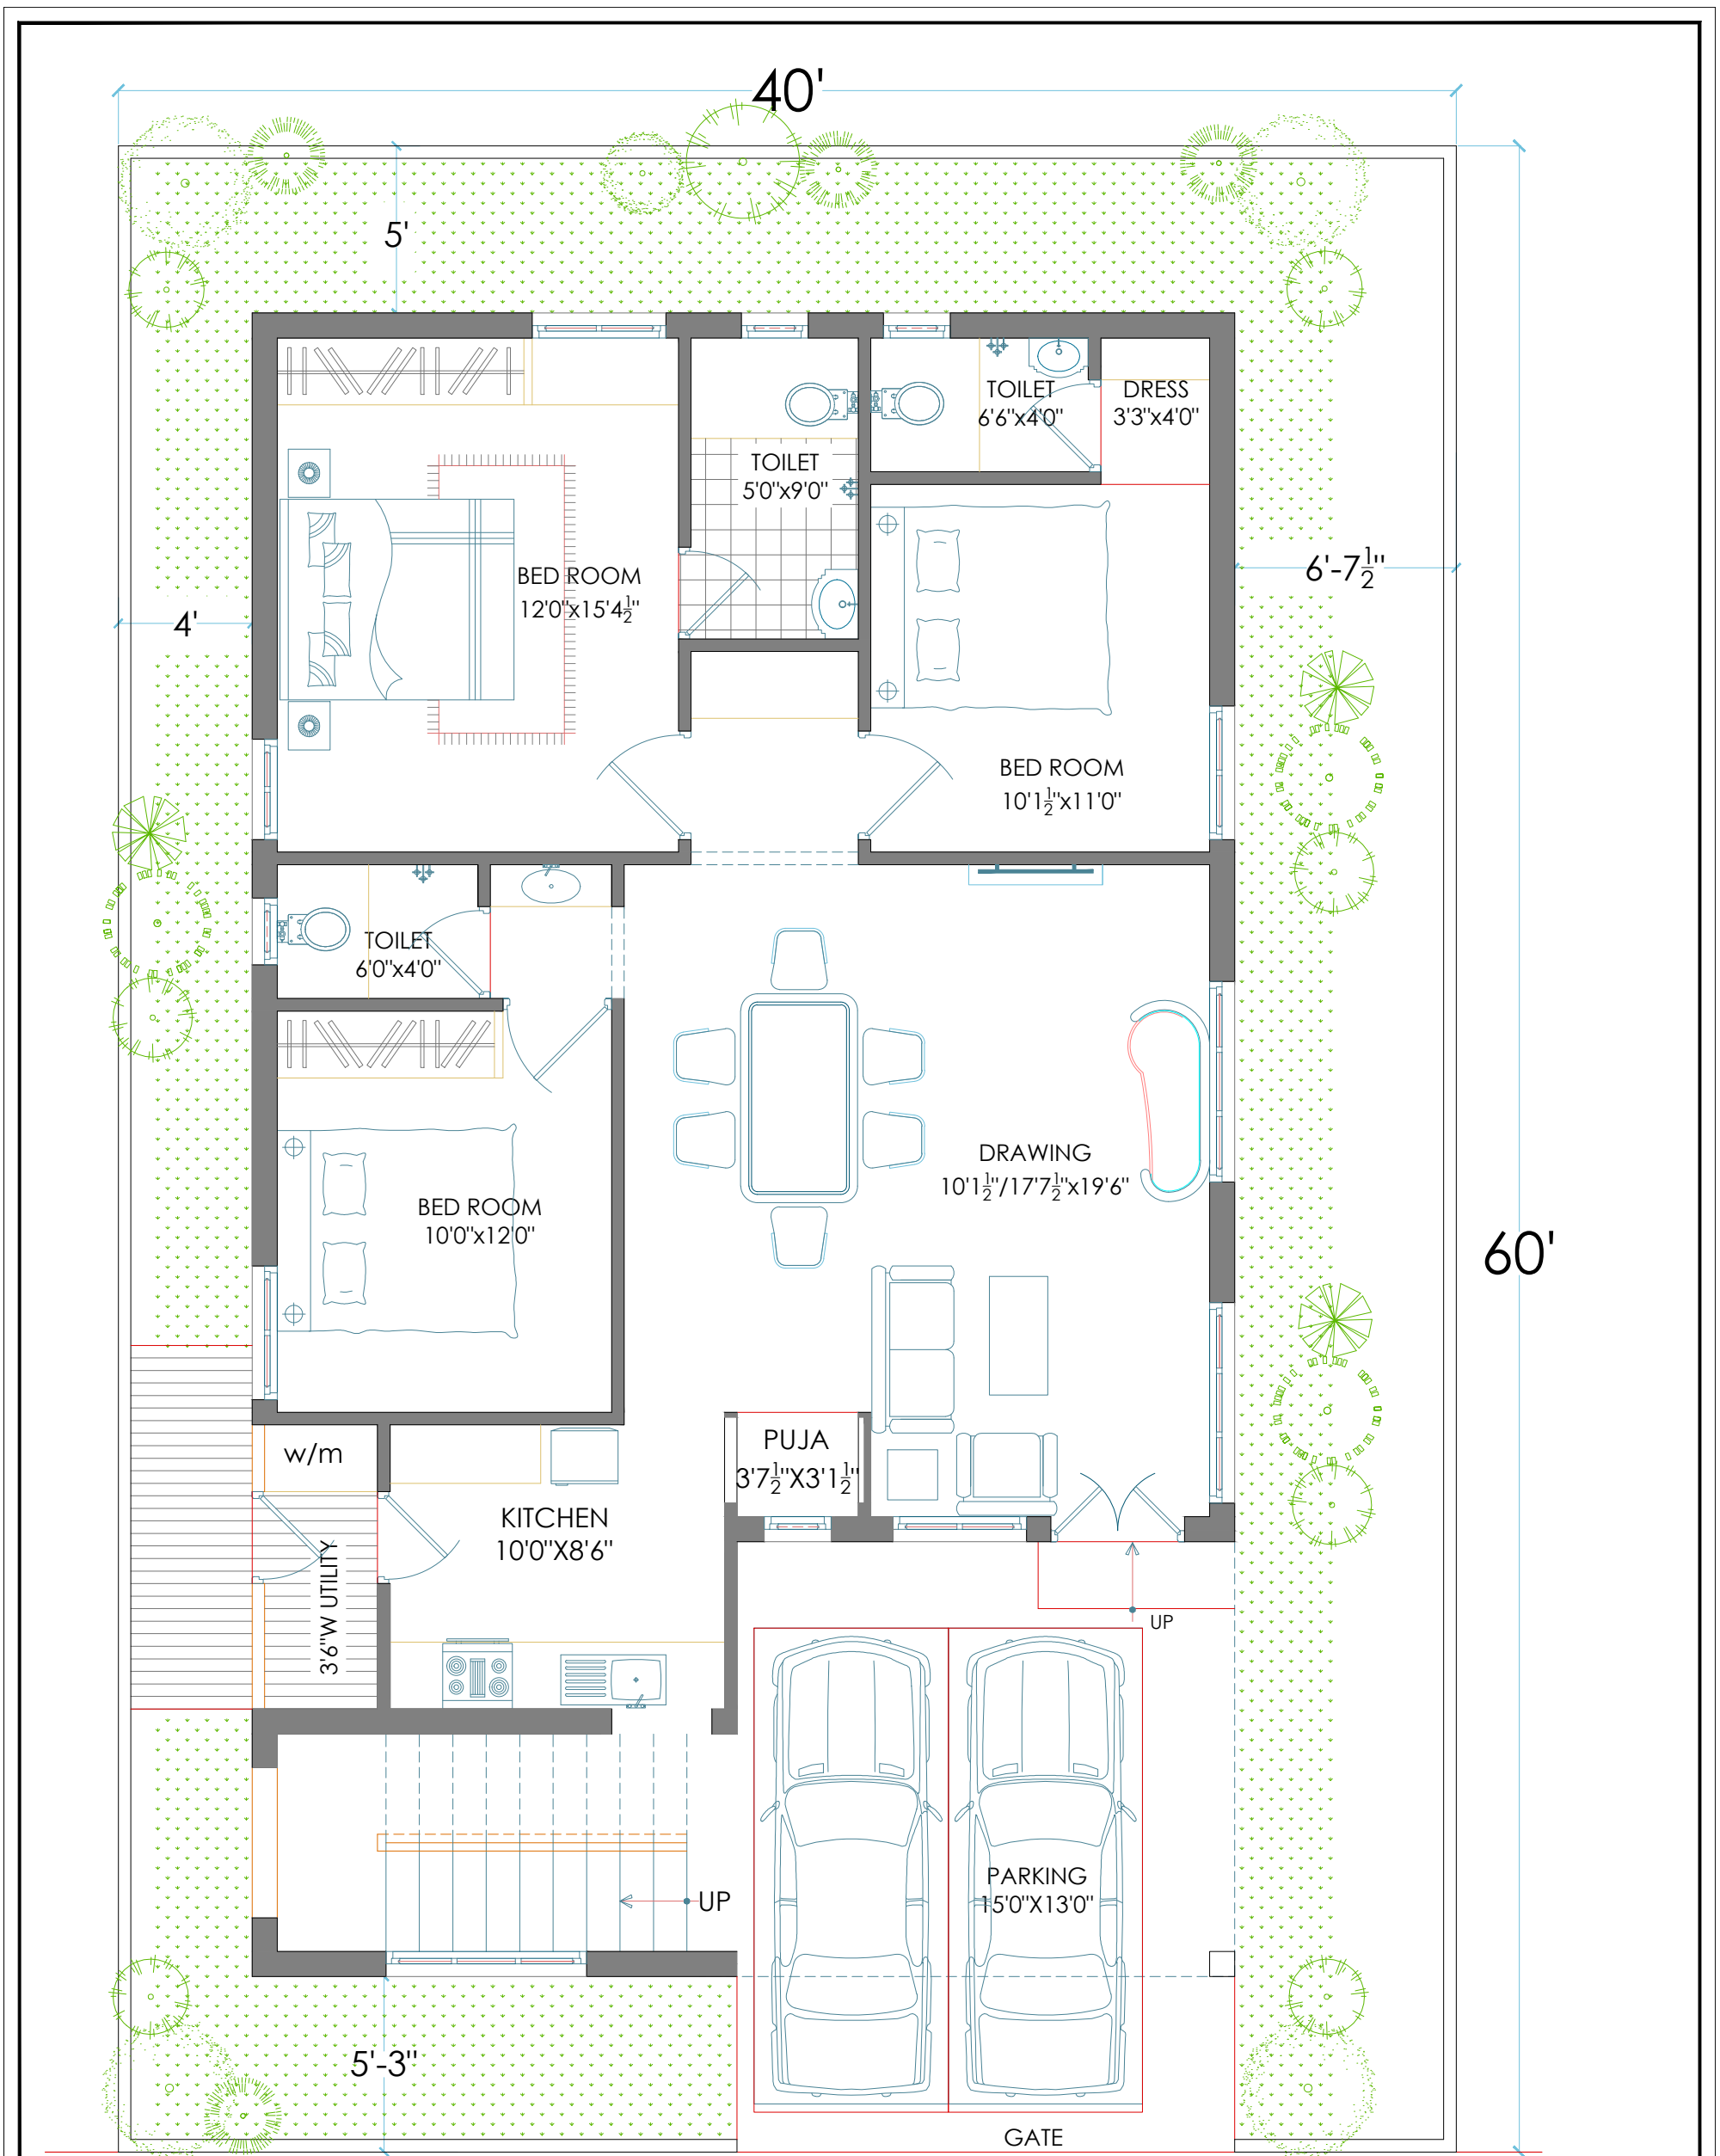 40'
5'
TOILET
6'6"x4'0"
DRESS
3'3"x4'0"
TOILET
5'0"x9'0"
6'-7½"
BED ROOM
12'0"x15'4½"
4'
BED ROOM
10'1½"x11'0"
TOILET
6'0"x4'0"
DRAWING
10'1½"/17'7½"x19'6"
BED ROOM
10'0"x12'0"
60'
w/m
PUJA
3'7½"X3'1½"
KITCHEN
10'0"X8'6"
3'6"W UTILITY
UP
PARKING
15'0"X13'0"
UP
5'-3"
GATE